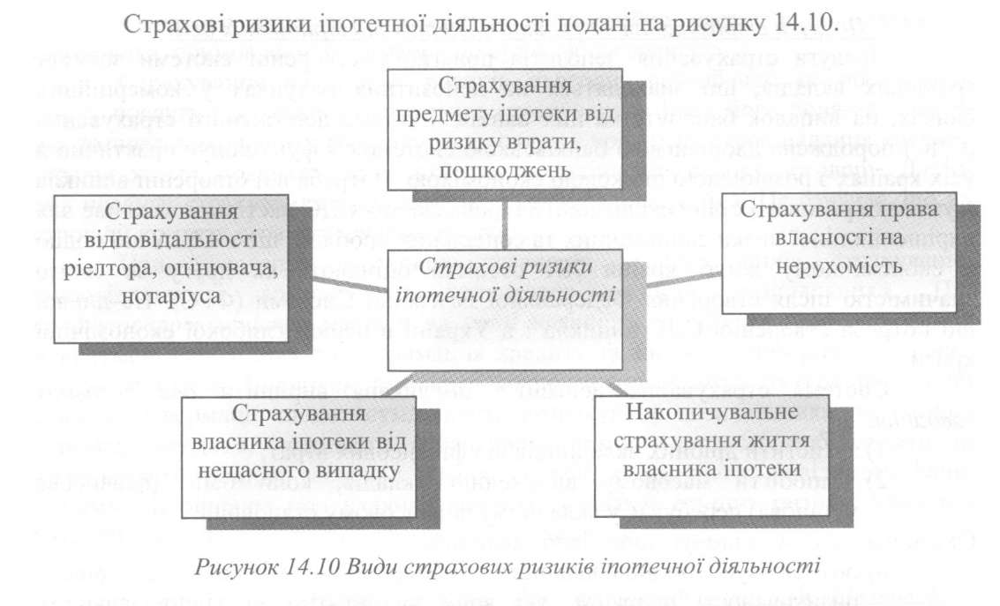 Страхові ризики іпотечної діяльності подані на рисунку 14.10.
Страхування
предмету іпотеки від
ризику втрати,
пошкоджень
Страхування
відповідальності
ріелтора, оцінювача,
нотаріуса
Страхові ризики
іпотечної діяльності
Страхування права
власності на
нерухомість
Страхування
власника іпотеки від
нещасного випадку
Накопичувальне
страхування життя
власника іпотеки
Рисунок 14.10 Види страхових ризиків іпотечної діяльності